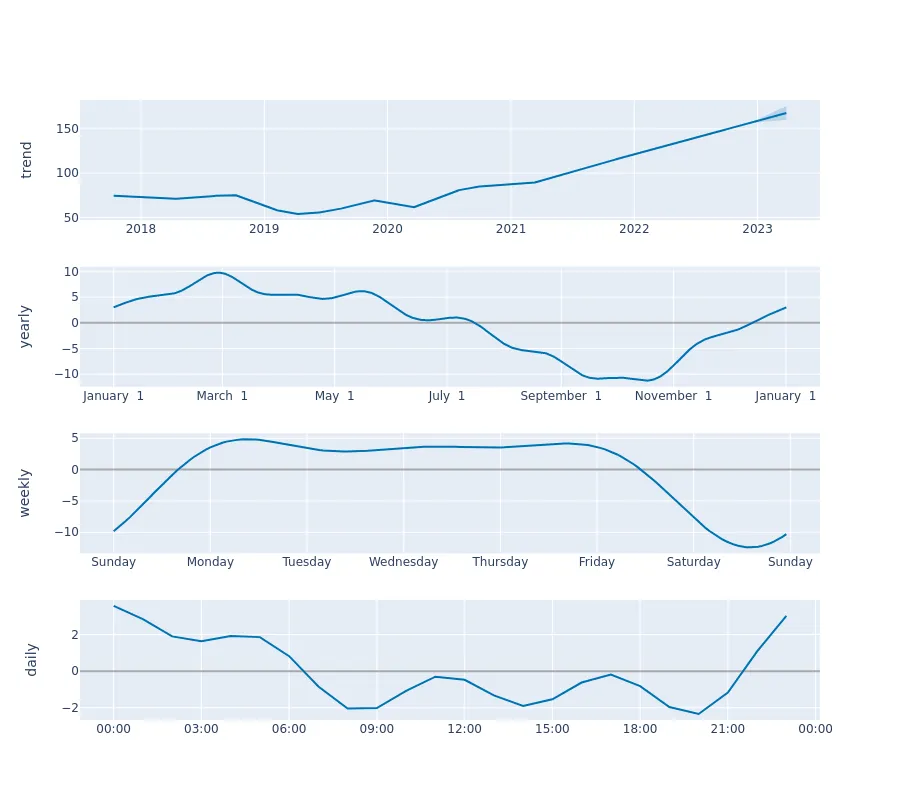 trend
150
100
50
2018 2019 2020 2021 2022 2023
yearly
10
5
0
−5
−10
January 1 March 1 May 1 July 1 September 1 November 1 January 1
weekly
5
0
−5
−10
Sunday Monday Tuesday Wednesday Thursday Friday Saturday Sunday
daily
2
0
−2
00:00 03:00 06:00 09:00 12:00 15:00 18:00 21:00 00:00